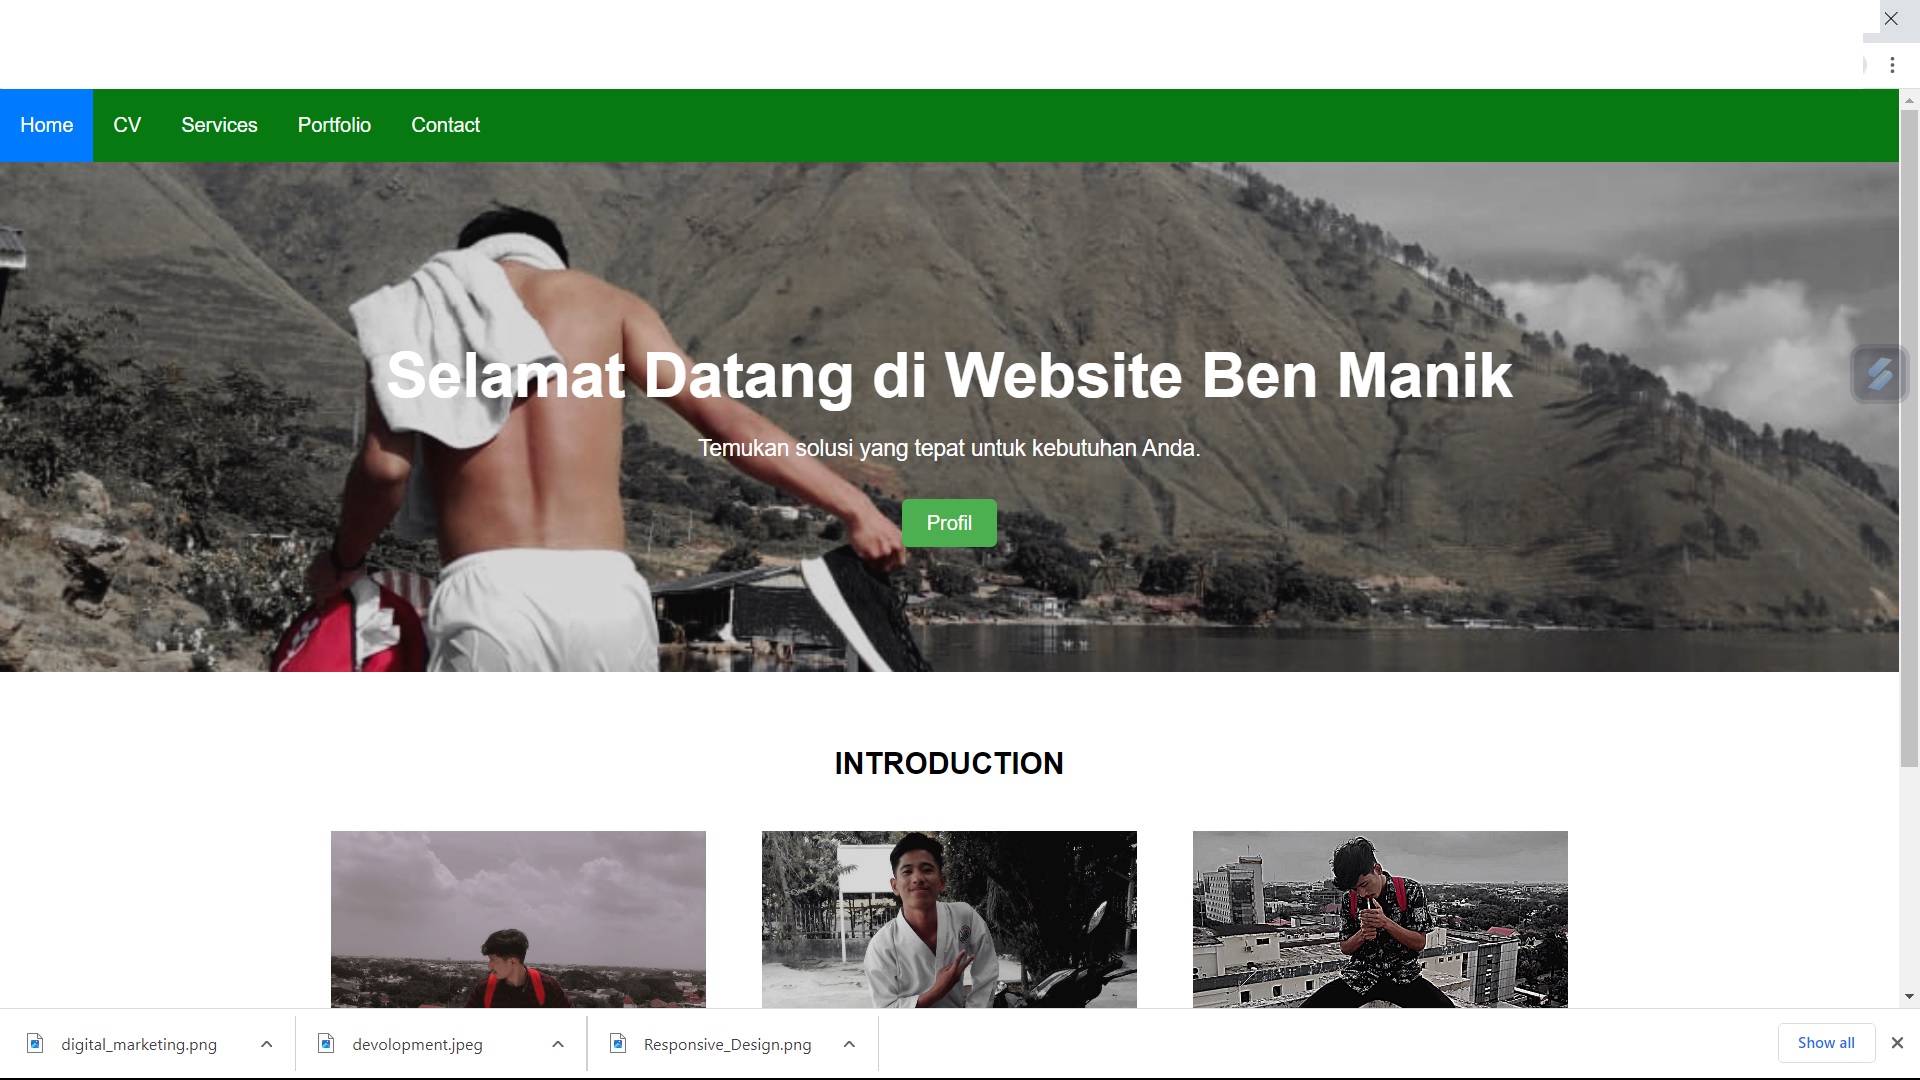 Home CV Services Portfolio Contact
Selamat Datang di Website Ben Manik
Temukan solusi yang tepat untuk kebutuhan Anda.
Profil
INTRODUCTION
digital_marketing.png devolopment.jpeg Responsive_Design.png Show all